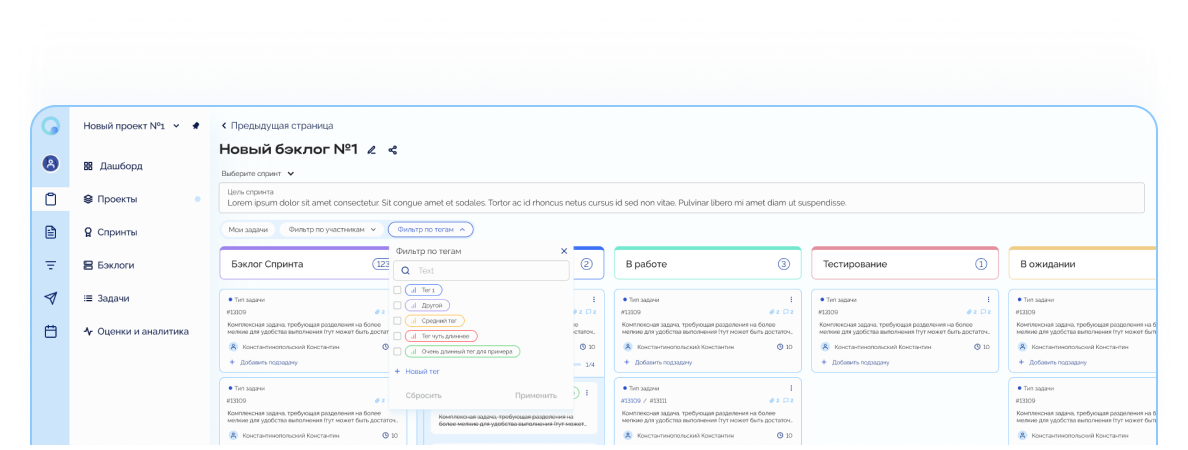 Новый проект №1
Дашборд
Проекты
Спринты
Бэклоги
Задачи
Оценки и аналитика
Предыдущая страница
Новый бэклог №1
Выберите спринт
Цель спринта
Lorem ipsum dolor sit amet consectetur. Sit congue amet et sodales. Tortor ac id rhoncus netus cursus id sed non vitae. Pulvinar libero mi amet diam ut suspendisse.
Мои задачи
Фильтр по участникам
Фильтр по тегам
Бэклог Спринта
123
Фильтр по тегам
Text
Тег 1
Другой
Средний тег
Тег чуть длиннее
Очень длинный тег для примера
+ Новый тег
Сбросить
Применить
2
В работе
3
Тестирование
1
В ожидании
Тип задачи
#13109
2
Комплексная задача, требующая разделения на более
мелкие для удобства выполнения (тут может быть достаточ..
Константинопольский Константин
+ Добавить подзадачу
Тип задачи
#13109
2
Комплексная задача, требующая разделения на более
мелкие для удобства выполнения (тут может быть достаточ..
Константинопольский Константин
10
2 2
10
1/4
Комплексная задача, требующая разделения на
более мелкие для удобства выполнения (тут может..
Тип задачи
#13109
2 2
Комплексная задача, требующая разделения на более
мелкие для удобства выполнения (тут может быть достаточ..
Константинопольский Константин
10
+ Добавить подзадачу
Тип задачи
#13109 / #13111
2 2
Комплексная задача, требующая разделения на более
мелкие для удобства выполнения (тут может быть достаточ..
Константинопольский Константин
10
Тип задачи
#13109
2 2
Комплексная задача, требующая разделения на более
мелкие для удобства выполнения (тут может быть достаточ..
Константинопольский Константин
10
+ Добавить подзадачу
Тип задачи
#13109
Комплексная задача, требующая разделения на б
мелкие для удобства выполнения (тут может быт
Константинопольский Константин
+ Добавить подзадачу
Тип задачи
#13109
Комплексная задача, требующая разделения на б
мелкие для удобства выполнения (тут может быт
Константинопольский Константин